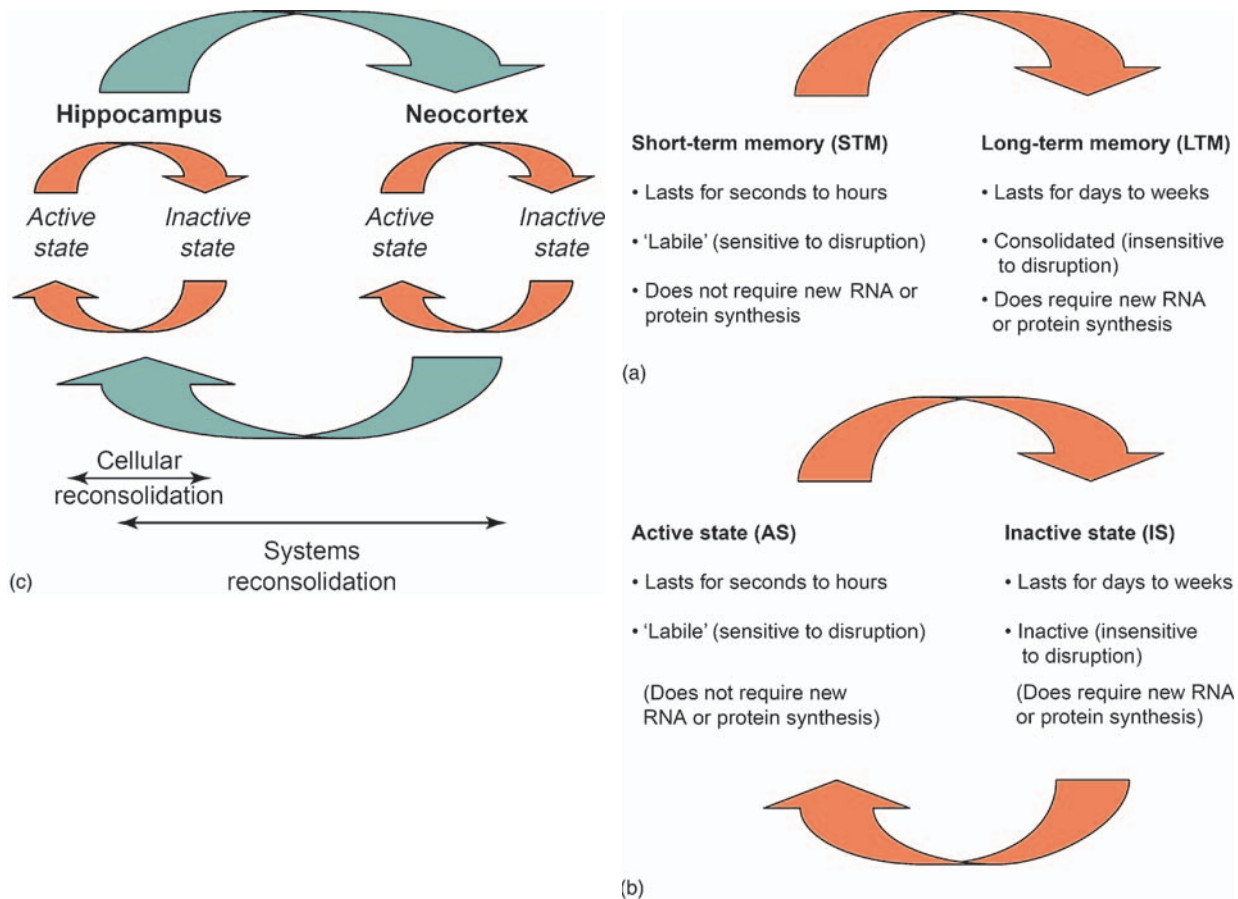 Hippocampus
Neocortex
Active
state
Inactive
state
Active
state
Inactive
state
Cellular
reconsolidation
Systems
reconsolidation
(c)
Short-term memory (STM)
• Lasts for seconds to hours
• 'Labile' (sensitive to disruption)
• Does not require new RNA or
protein synthesis
Long-term memory (LTM)
• Lasts for days to weeks
• Consolidated (insensitive
to disruption)
• Does require new RNA
or protein synthesis
(a)
Active state (AS)
• Lasts for seconds to hours
• 'Labile' (sensitive to disruption)
(Does not require new
RNA or protein synthesis)
Inactive state (IS)
• Lasts for days to weeks
• Inactive (insensitive
to disruption)
(Does require new RNA
or protein synthesis)
(b)